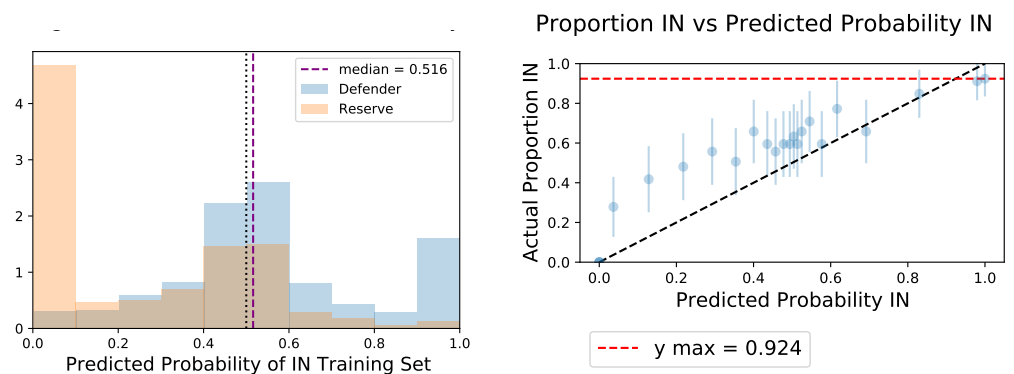 median = 0.516
Defender
Reserve
4
3
2
1
0
0.0 0.2 0.4 0.6 0.8 1.0
Predicted Probability of IN Training Set
Proportion IN vs Predicted Probability IN
Actual Proportion IN
1.0
0.8
0.6
0.4
0.2
0.0
0.0 0.2 0.4 0.6 0.8 1.0
Predicted Probability IN
y max = 0.924